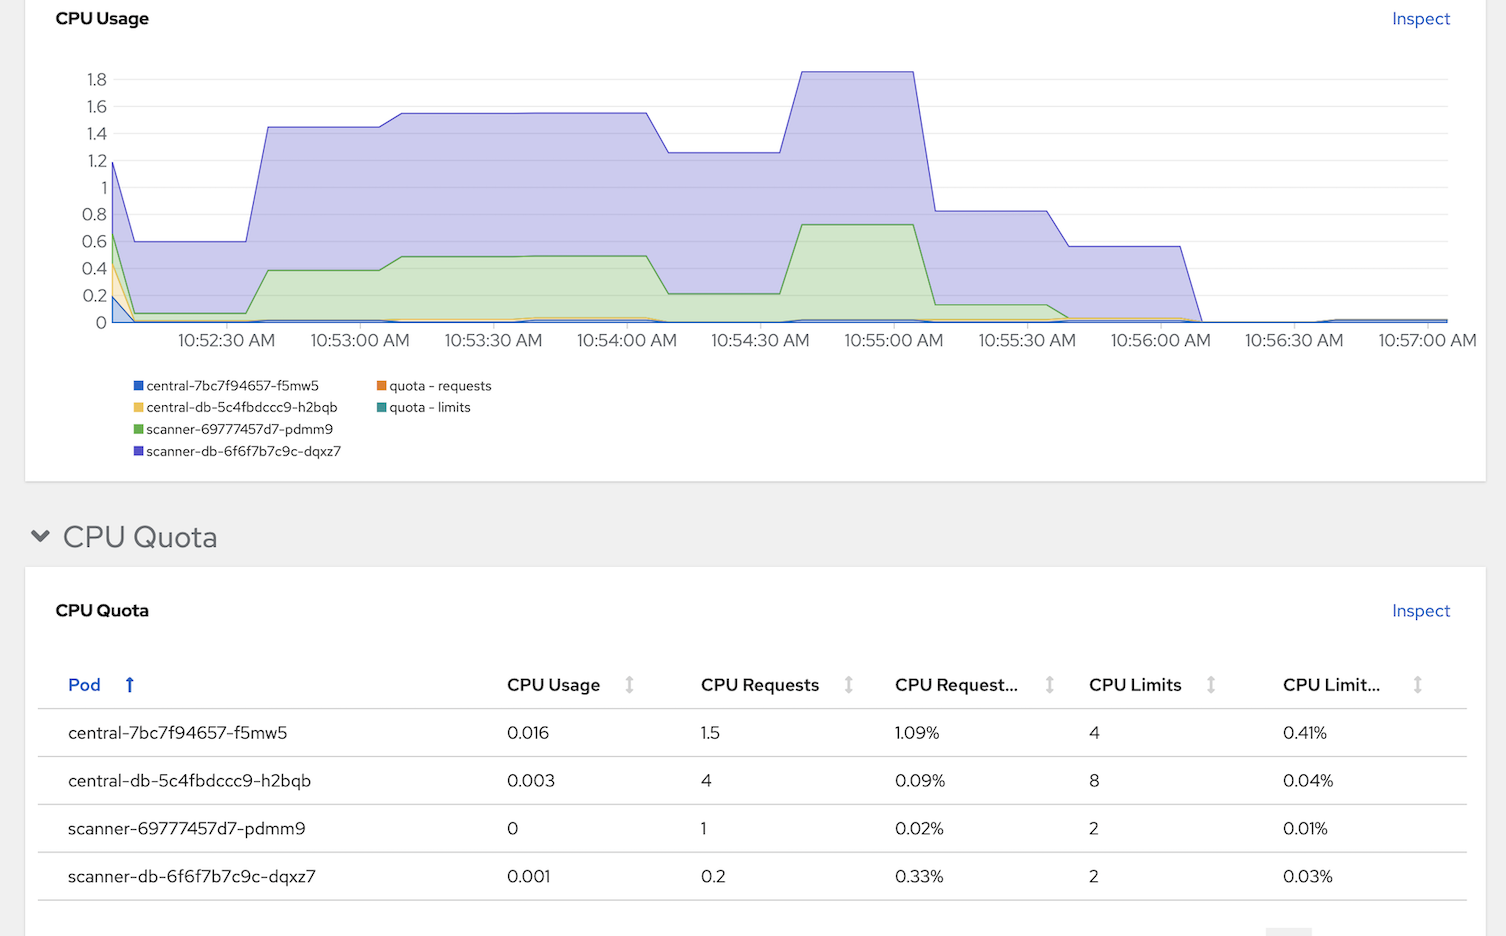 CPU Usage
Inspect
1.8
1.6
1.4
1.2
1
0.8
0.6
0.4
0.2
0
10:52:30 AM 10:53:00 AM 10:53:30 AM 10:54:00 AM 10:54:30 AM 10:55:00 AM 10:55:30 AM 10:56:00 AM 10:56:30 AM 10:57:00 AM
central-7bc7f94657-f5mw5 quota - requests
central-db-5c4fbdccc9-h2bqb quota - limits
scanner-69777457d7-pdmm9
scanner-db-6f6f7b7c9c-dqxz7
CPU Quota
CPU Quota
Inspect
Pod CPU Usage CPU Requests CPU Request... CPU Limits CPU Limit...
central-7bc7f94657-f5mw5 0.016 1.5 1.09% 4 0.41%
central-db-5c4fbdccc9-h2bqb 0.003 4 0.09% 8 0.04%
scanner-69777457d7-pdmm9 0 1 0.02% 2 0.01%
scanner-db-6f6f7b7c9c-dqxz7 0.001 0.2 0.33% 2 0.03%